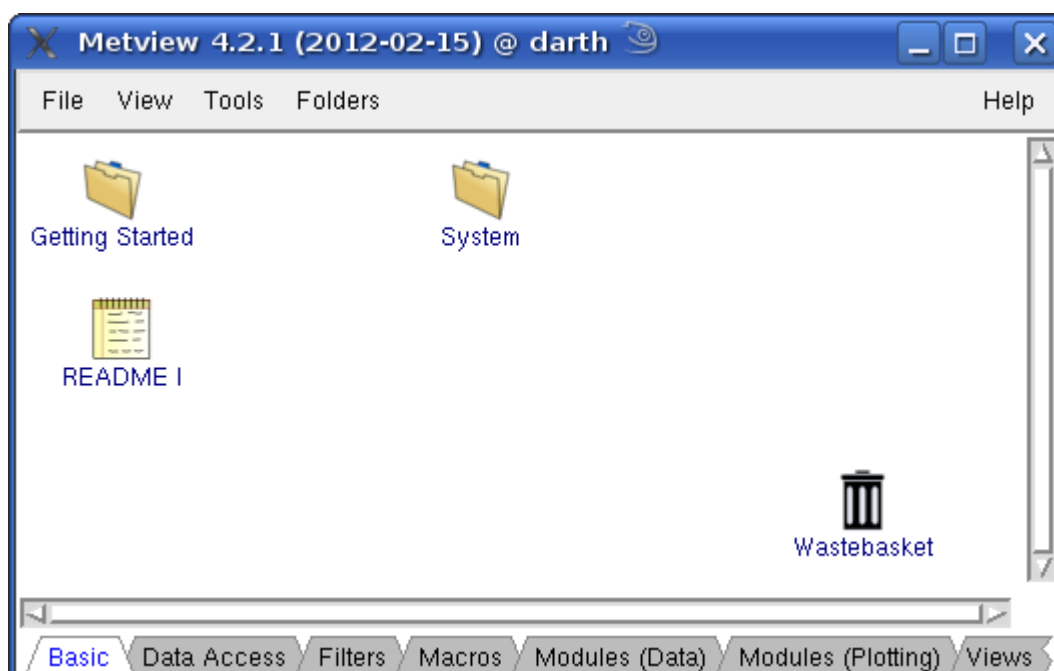 Metview 4.2.1 (2012-02-15) @ darth
File View Tools Folders Help
Getting Started System
README I
Wastebasket
Basic Data Access Filters Macros Modules (Data) Modules (Plotting) Views